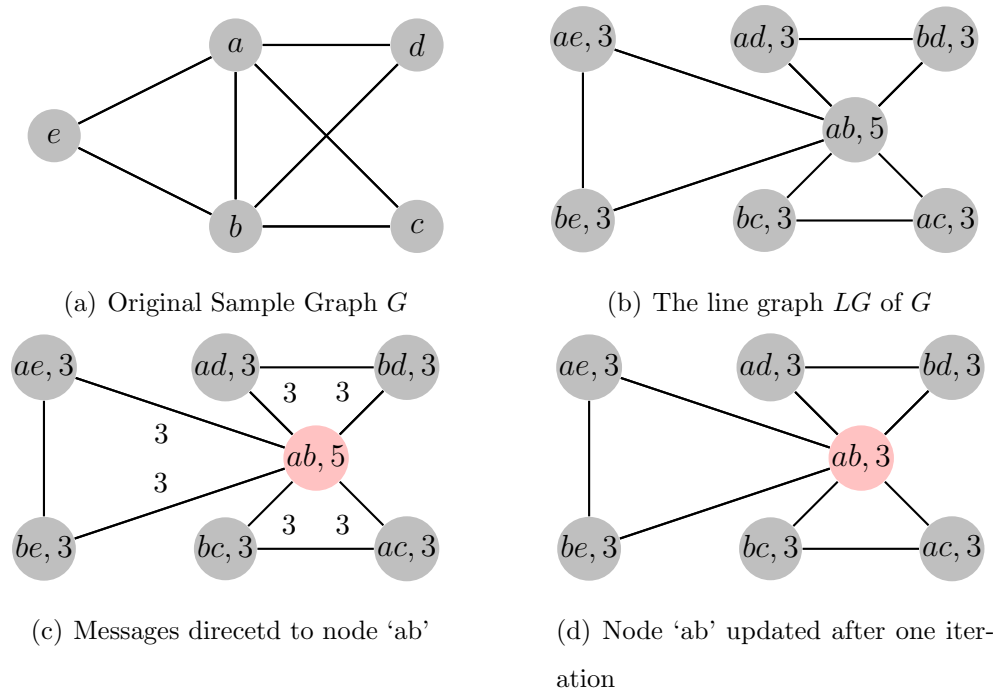 a
d
e
b
c
(a) Original Sample Graph G
ae, 3
ad, 3
bd, 3
ab, 5
be, 3
bc, 3
ac, 3
(b) The line graph LG of G
ae, 3
ad, 3
bd, 3
3
3
3
ab, 5
3
3
3
be, 3
bc, 3
ac, 3
(c) Messages direcetd to node ‘ab’
ae, 3
ad, 3
bd, 3
ab, 3
be, 3
bc, 3
ac, 3
(d) Node ‘ab’ updated after one iter-
ation